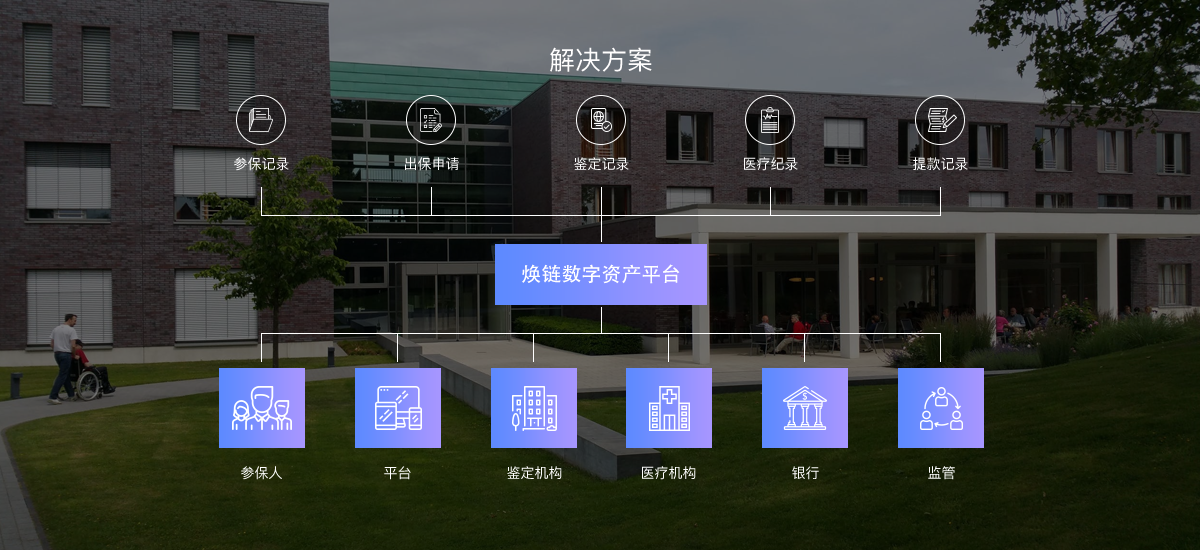 解决方案
参保记录
出保申请
鉴定记录
医疗纪录
提款记录
焕链数字资产平台
参保人
平台
鉴定机构
医疗机构
银行
监管